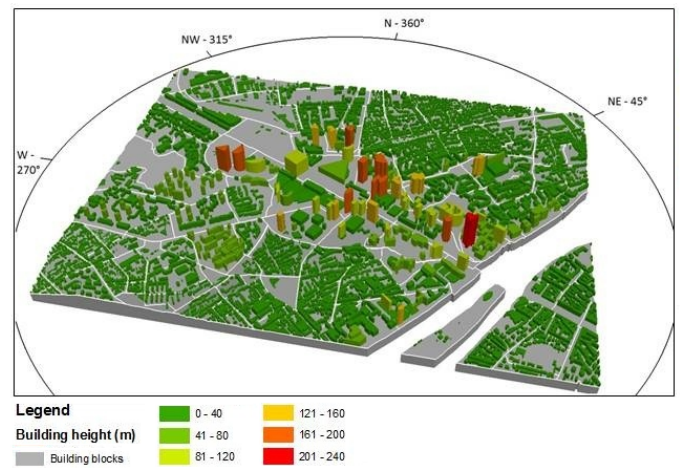 N - 360°
NW - 315°
NE - 45°
W -
270°
Legend
Building height (m)
Building blocks
0 - 40
41 - 80
81 - 120
121 - 160
161 - 200
201 - 240